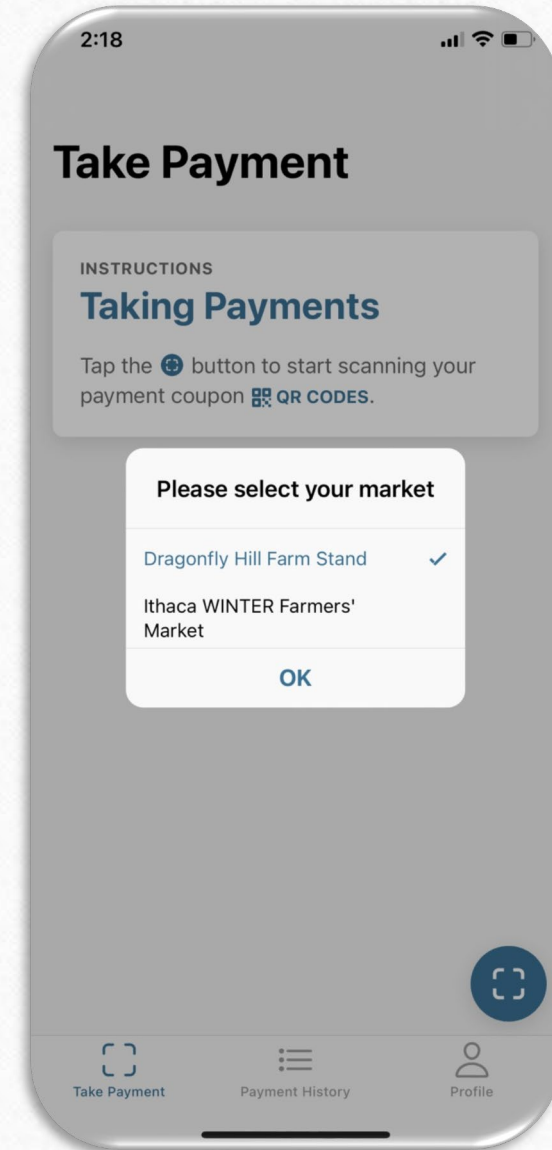 2:18
Take Payment
INSTRUCTIONS
Taking Payments
Tap the button to start scanning your
payment coupon QR CODES.
Please select your market
Dragonfly Hill Farm Stand
Ithaca WINTER Farmers'
Market
OK
Take Payment
Payment History
Profile